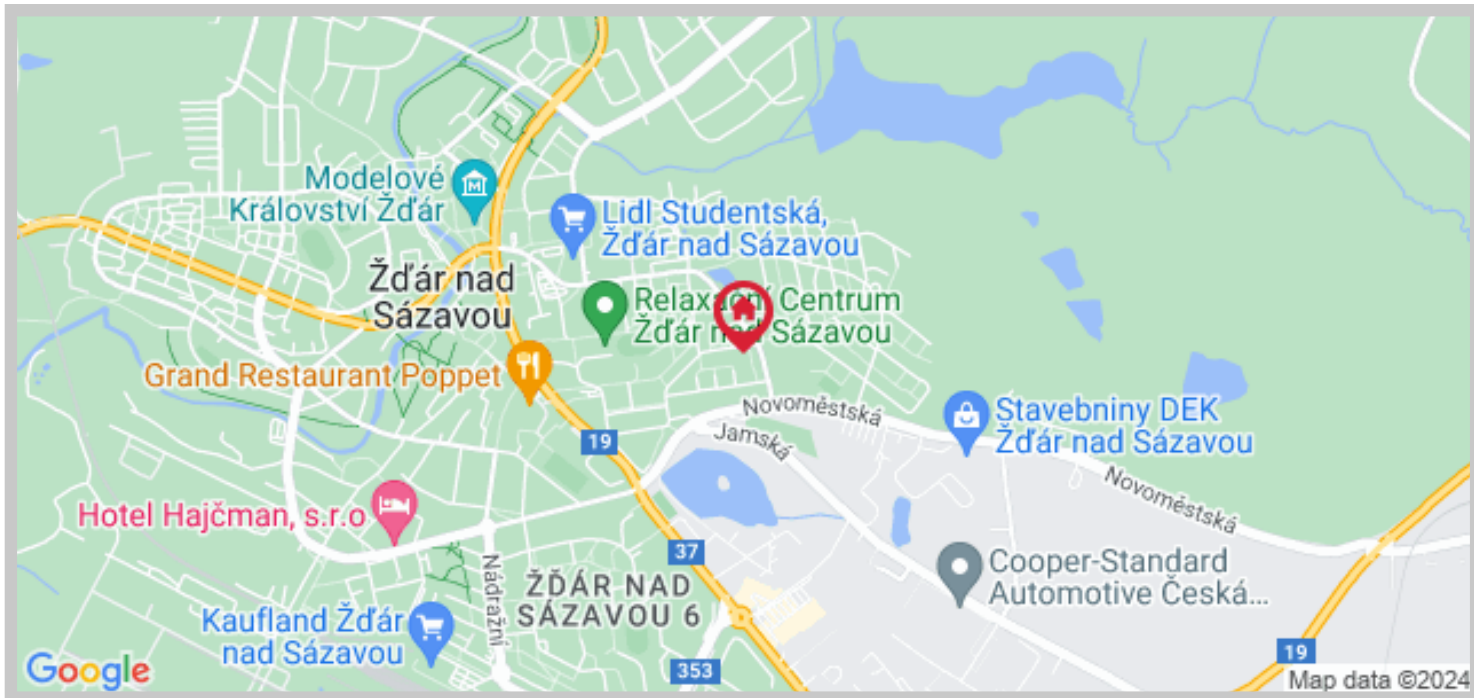 Modelové
Království Žďár
Lidl Studentská,
Žďár nad Sázavou
Žďár nad
Sázavou
Relaxační Centrum
Žďár nad Sázavou
Grand Restaurant Poppet
Novoměstská
Stavebniny DEK
Žďár nad Sázavou
19
Jamská
Novoměstská
Hotel Hajčman, s.r.o
37
Nádražní
ŽĎÁR NAD
SÁZAVOU 6
Cooper-Standard
Automotive Česká...
Kaufland Žďár
nad Sázavou
353
19
Google
Map data ©2024